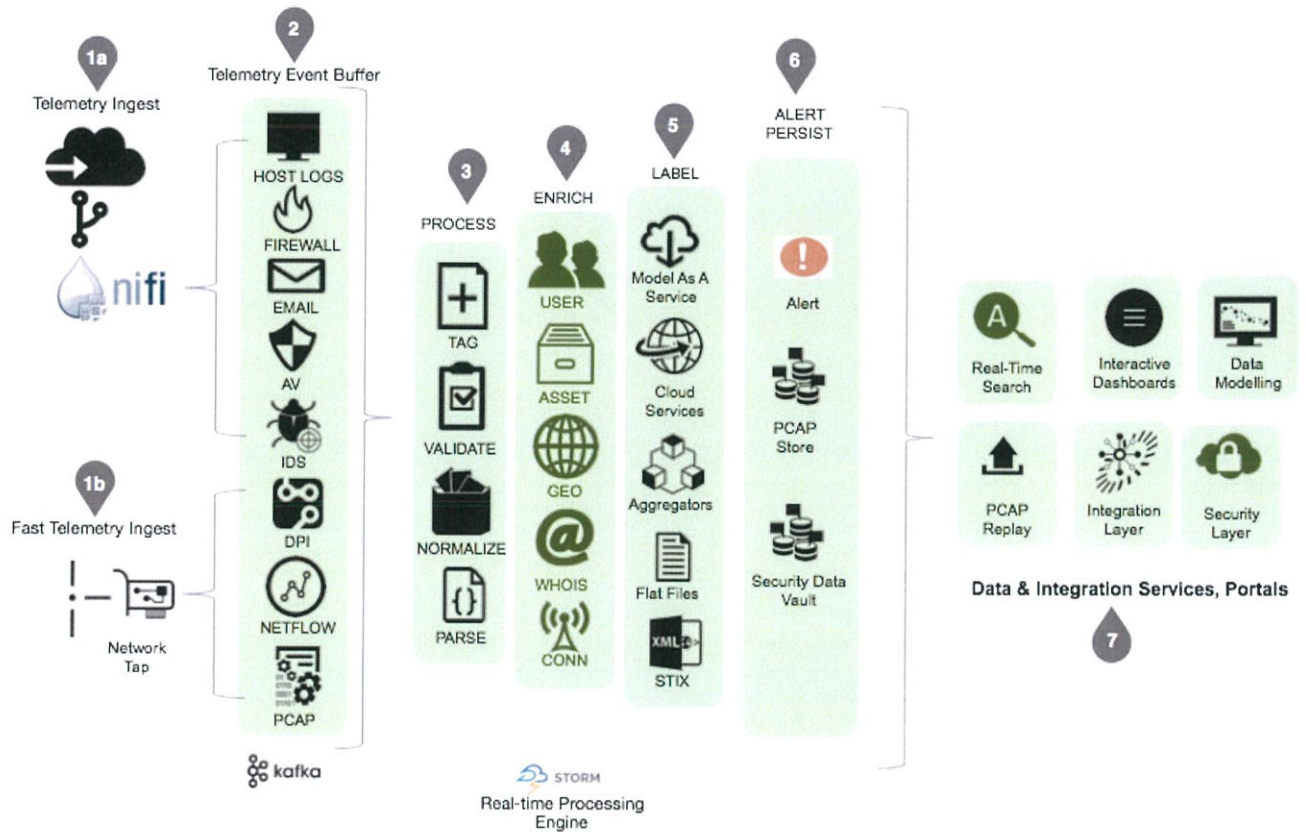 1a
Telemetry Ingest
nifi
1b
Fast Telemetry Ingest
Network
Tap
2
Telemetry Event Buffer
HOST LOGS
FIREWALL
EMAIL
AV
IDS
DPI
NETFLOW
PCAP
kafka
3
PROCESS
TAG
VALIDATE
NORMALIZE
{}
PARSE
4
ENRICH
USER
ASSET
GEO
@
WHOIS
CONN
5
LABEL
Model As A
Service
Cloud
Services
Aggregators
Flat Files
XML
STIX
STORM
Real-time Processing
Engine
6
ALERT
PERSIST
!
Alert
PCAP
Store
Security Data
Vault
A
Real-Time
Search
Interactive
Dashboards
Data
Modelling
PCAP
Replay
Integration
Layer
Security
Layer
Data & Integration Services, Portals
7